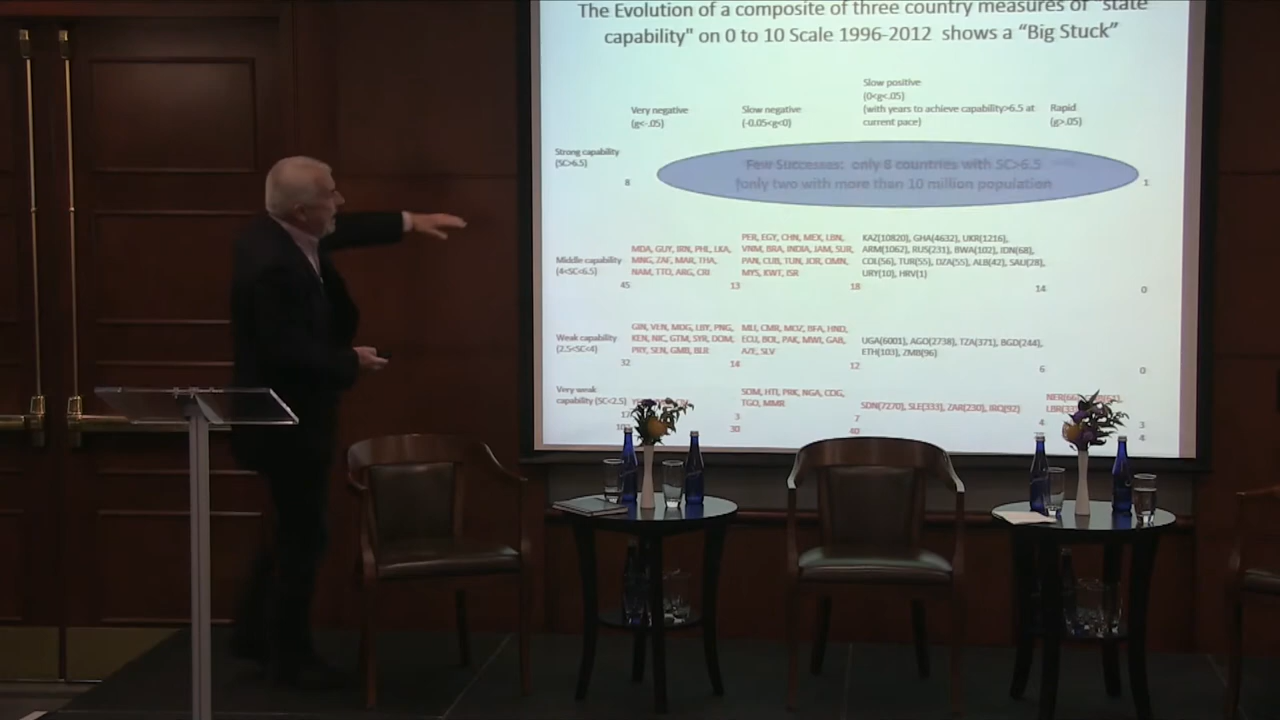 The Evolution of a composite of three country measures of "state
capability" on 0 to 10 Scale 1996-2012 shows a "Big Stuck"
Very negative
(g<-.05)
Slow negative
(-0.05<g<0)
Slow positive
(0<g<.05)
(with years to achieve capability>6.5 at
current pace)
Rapid
(g>.05)
Strong capability
(SC>6.5)
8
Few Successes: only 8 countries with SC>6.5
(only two with more than 10 million population
1
Middle capability
(4<SC<6.5)
45
MDA, GUY, IRN, PHL, LKA,
MNG, ZAF, MAR, THA,
NAM, TTO, ARG, CRI
13
PER, EGY, CHN, MEX, LBN,
VNM, BRA, INDIA, JAM, SUR,
PAN, CUB, TUN, JOR, OMN,
MYS, KWT, ISR
18
KAZ(10820), GHA(4632), UKR(1216),
ARM(1062), RUS(231), BWA(102), IDN(68),
COL(56), TUR(55), DZA(55), ALB(42), SAU(28),
URY(10), HRV(1)
14
0
Weak capability
(2.5<SC<4)
32
GIN, VEN, MDG, LBY, PNG,
KEN, NIC, GTM, SYR, DOM,
PRY, SEN, GMB, BLR
14
MLI, CMR, MOZ, BFA, HND,
ECU, BOL, PAK, MWI, GAB,
AZE, SLV
12
UGA(6001), AGO(2738), TZA(371), BGD(244),
ETH(103), ZMB(96)
6
0
Very weak
capability (SC<2.5)
17
3
SOM, HTI, PRK, NGA, COG,
TGO, MMR
7
SDN(7270), SLE(333), ZAR(230), IRQ(92)
4
3
30
40
4